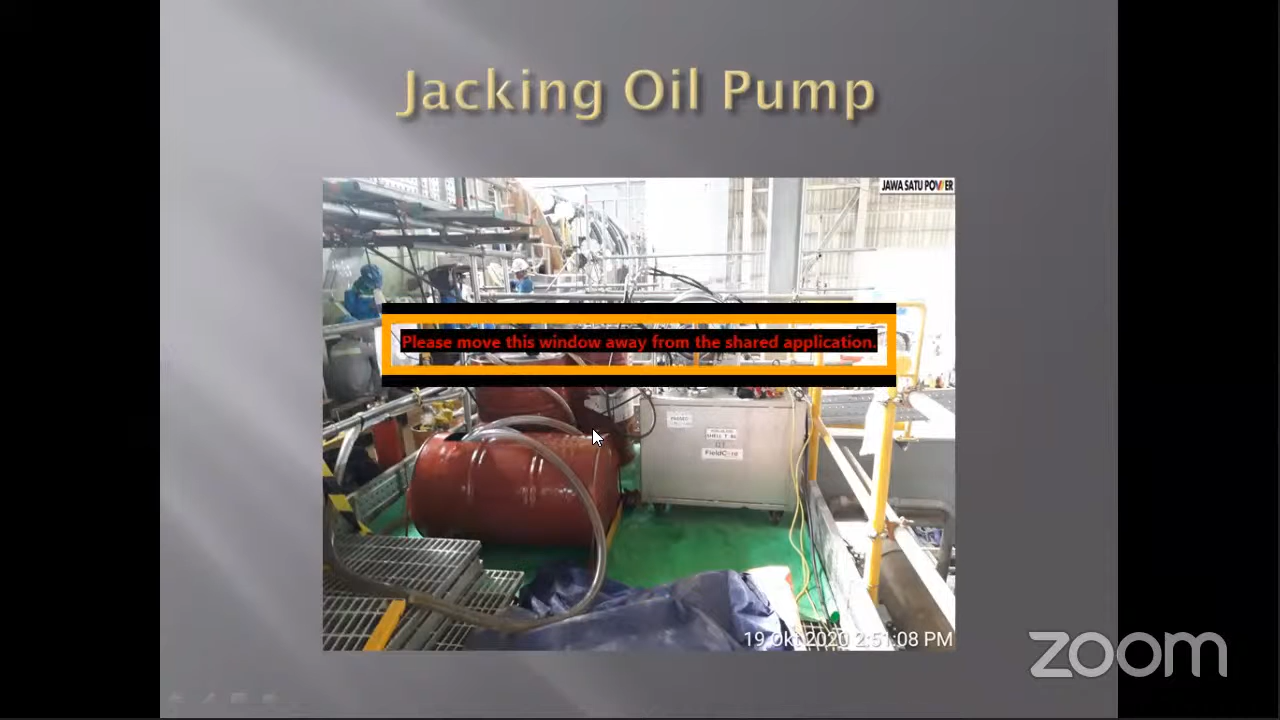 Jacking Oil Pump
JAWA SATU POWER
Please move this window away from the shared application.
FieldCore
19 Okt 2020 2:51:08 PM
zoom